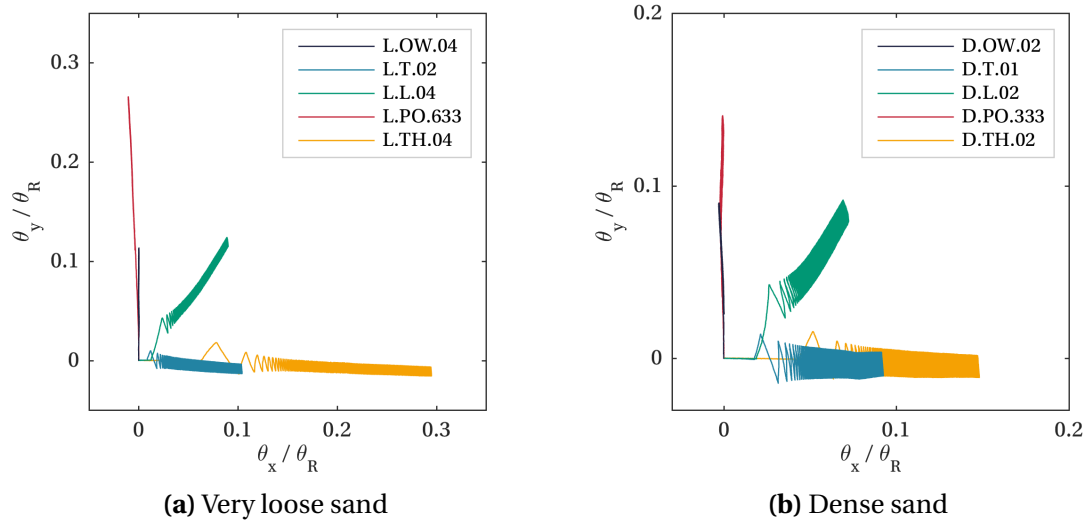 0.3
0.2
0.1
0
θy / θR
L.OW.04
L.T.02
L.L.04
L.PO.633
L.TH.04
0 0.1 0.2 0.3
θx / θR
(a) Very loose sand
0.2
0.1
0
θy / θR
D.OW.02
D.T.01
D.L.02
D.PO.333
D.TH.02
0 0.1 0.2
θx / θR
(b) Dense sand